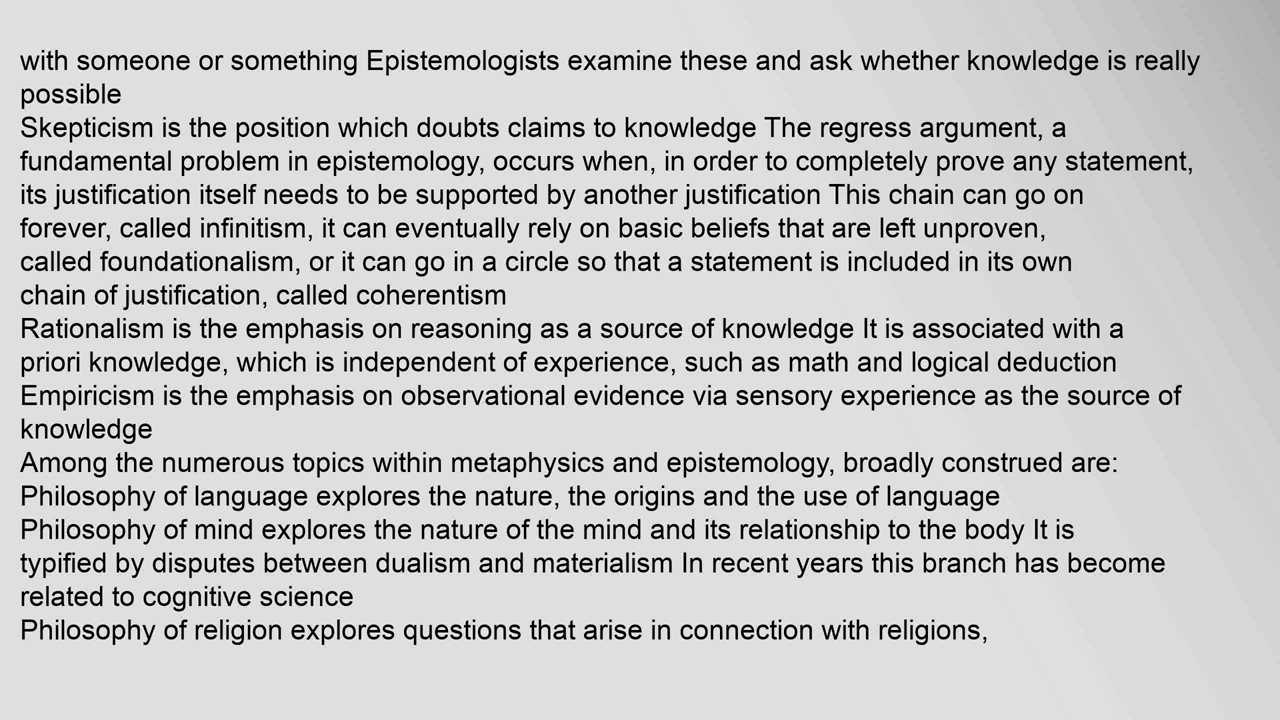 with someone or something Epistemologists examine these and ask whether knowledge is really
possible
Skepticism is the position which doubts claims to knowledge The regress argument, a
fundamental problem in epistemology, occurs when, in order to completely prove any statement,
its justification itself needs to be supported by another justification This chain can go on
forever, called infinitism, it can eventually rely on basic beliefs that are left unproven,
called foundationalism, or it can go in a circle so that a statement is included in its own
chain of justification, called coherentism
Rationalism is the emphasis on reasoning as a source of knowledge It is associated with a
priori knowledge, which is independent of experience, such as math and logical deduction
Empiricism is the emphasis on observational evidence via sensory experience as the source of
knowledge
Among the numerous topics within metaphysics and epistemology, broadly construed are:
Philosophy of language explores the nature, the origins and the use of language
Philosophy of mind explores the nature of the mind and its relationship to the body It is
typified by disputes between dualism and materialism In recent years this branch has become
related to cognitive science
Philosophy of religion explores questions that arise in connection with religions,